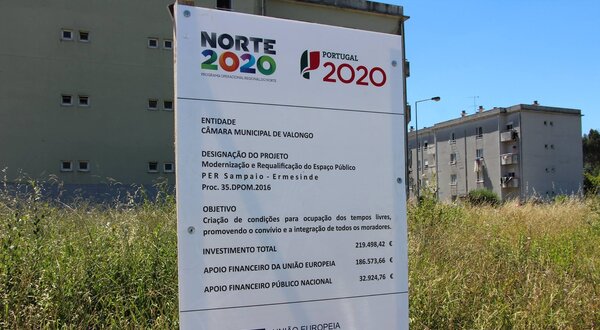 NORTE
2020
PROGRAMA OPERACIONAL REGIONAL DO NORTE
PORTUGAL
2020
ENTIDADE
CÂMARA MUNICIPAL DE VALONGO
DESIGNAÇÃO DO PROJETO
Modernização e Requalificação do Espaço Público
PER Sampaio - Ermesinde
Proc. 35.DPOM.2016
OBJETIVO
Criação de condições para ocupação dos tempos livres,
promovendo o convívio e a integração de todos os moradores.
INVESTIMENTO TOTAL 219.498,42 €
APOIO FINANCEIRO DA UNIÃO EUROPEIA 186.573,66 €
APOIO FINANCEIRO PÚBLICO NACIONAL 32.924,76 €
UNIÃO EUROPEIA